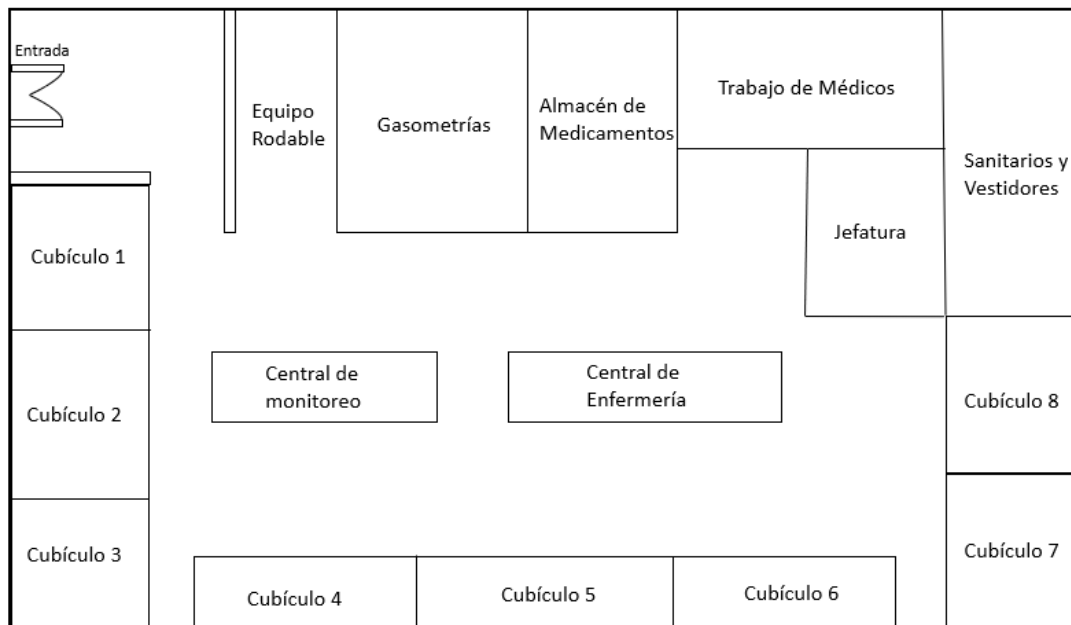 Entrada
Equipo
Rodable
Gasometrías
Almacén de
Medicamentos
Trabajo de Médicos
Sanitarios y
Vestidores
Jefatura
Cubículo 1
Central de
monitoreo
Central de
Enfermería
Cubículo 2
Cubículo 8
Cubículo 3
Cubículo 4
Cubículo 5
Cubículo 6
Cubículo 7